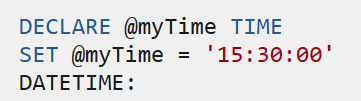 DECLARE @myTime TIME
SET @myTime = '15:30:00'
DATETIME: